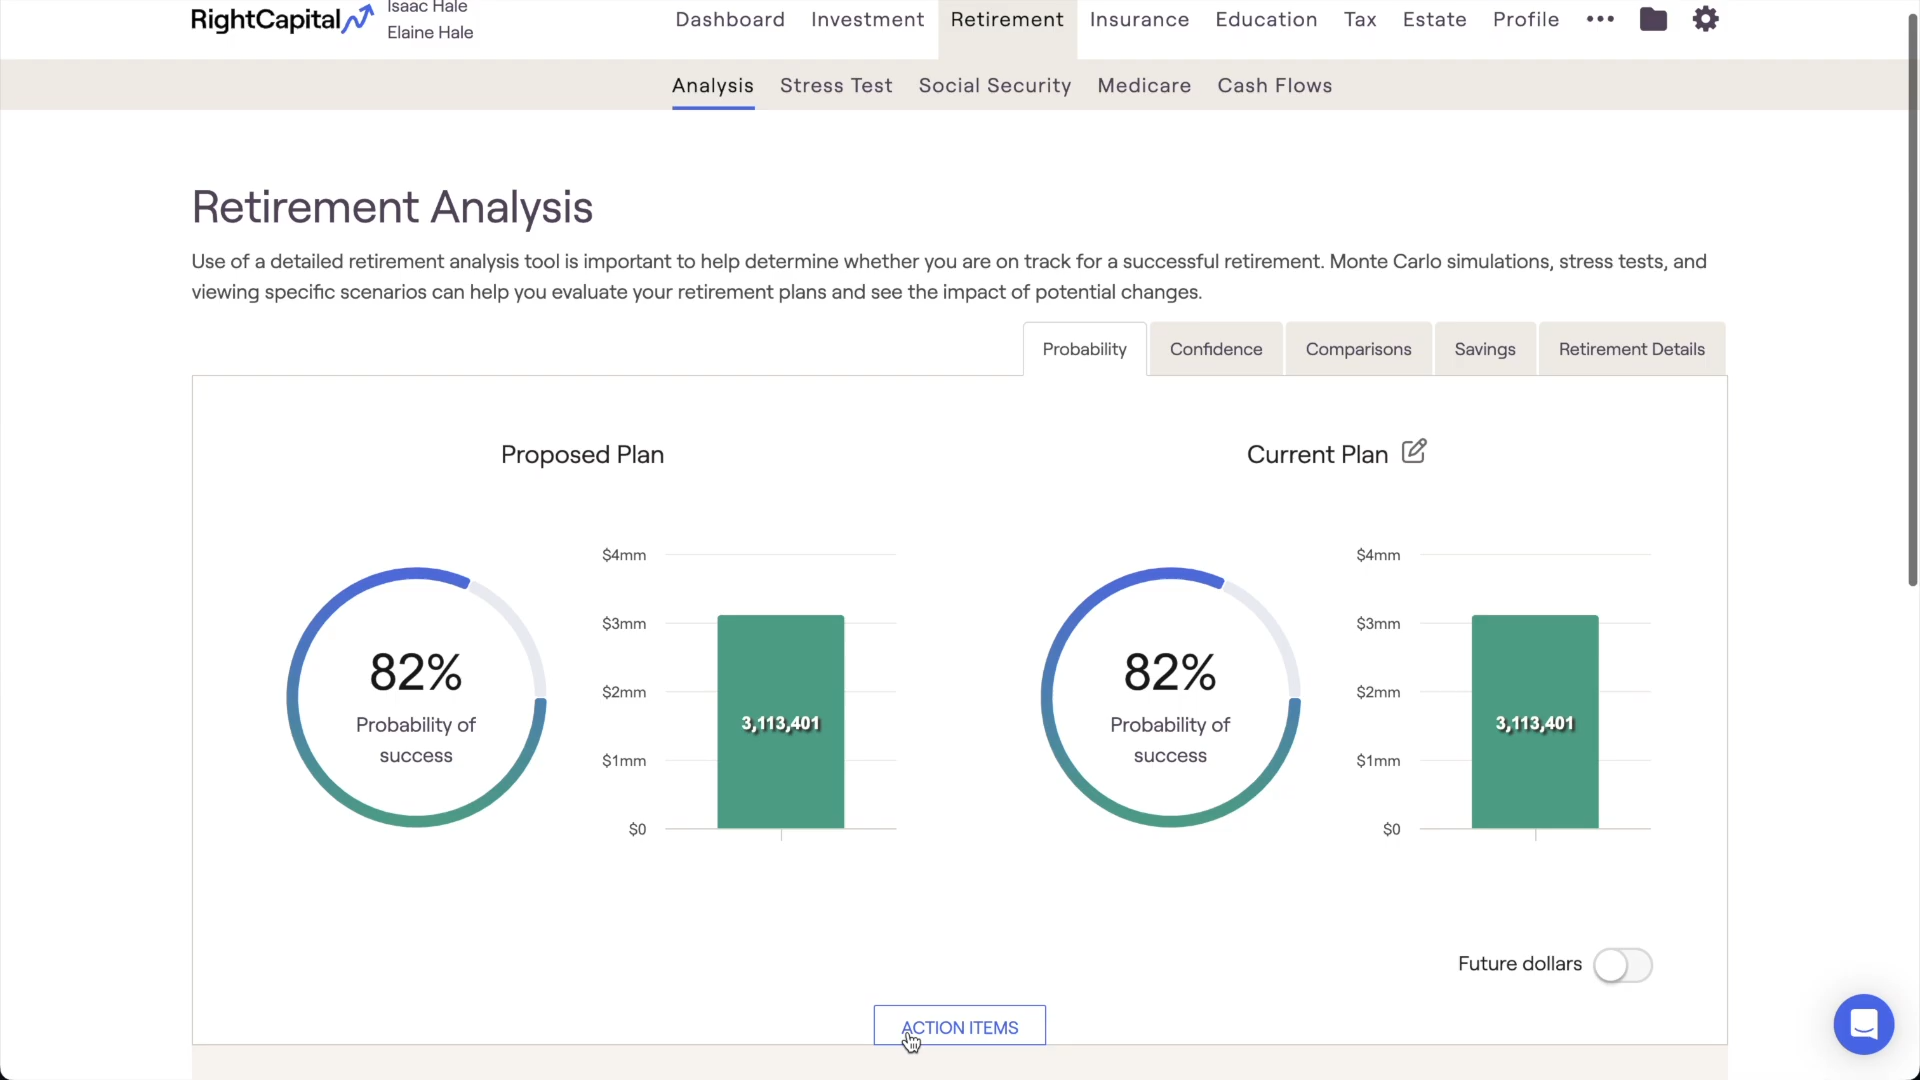 RightCapital
Isaac Hale
Elaine Hale
Dashboard Investment Retirement Insurance Education Tax Estate Profile
Analysis Stress Test Social Security Medicare Cash Flows
Retirement Analysis
Use of a detailed retirement analysis tool is important to help determine whether you are on track for a successful retirement. Monte Carlo simulations, stress tests, and
viewing specific scenarios can help you evaluate your retirement plans and see the impact of potential changes.
Probability Confidence Comparisons Savings Retirement Details
Proposed Plan
$4mm
$3mm
$2mm
$1mm
$0
82%
Probability of
success
3,113,401
Current Plan
$4mm
$3mm
$2mm
$1mm
$0
82%
Probability of
success
3,113,401
Future dollars
ACTION ITEMS